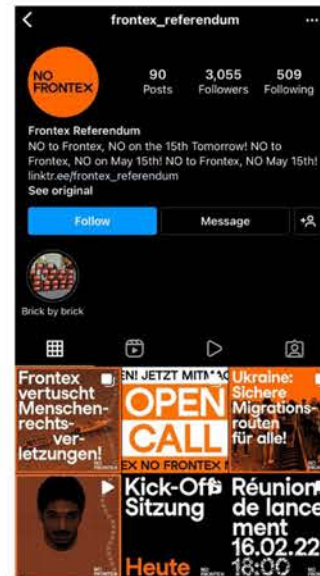 frontex_referendum
NO
FRONTEX
90
Posts
3,055
Followers
509
Following
Frontex Referendum
NO to Frontex, NO on the 15th Tomorrow! NO to
Frontex, NO on May 15th! NO to Frontex, NO May 15th!
linktr.ee/frontex_referendum
See original
Follow
Message
Brick by brick
Frontex
vertuscht
Menschen-
rechts-
ver-
letzungen!
EN! JETZT MITMAC
OPEN
CALL
EX NO FRONTEX
Ukraine:
Sichere
Migrations-
routen
für alle!
Kick-Off
Sitzung
Heute
Réunion
de lance
ment
16.02.22
18:00